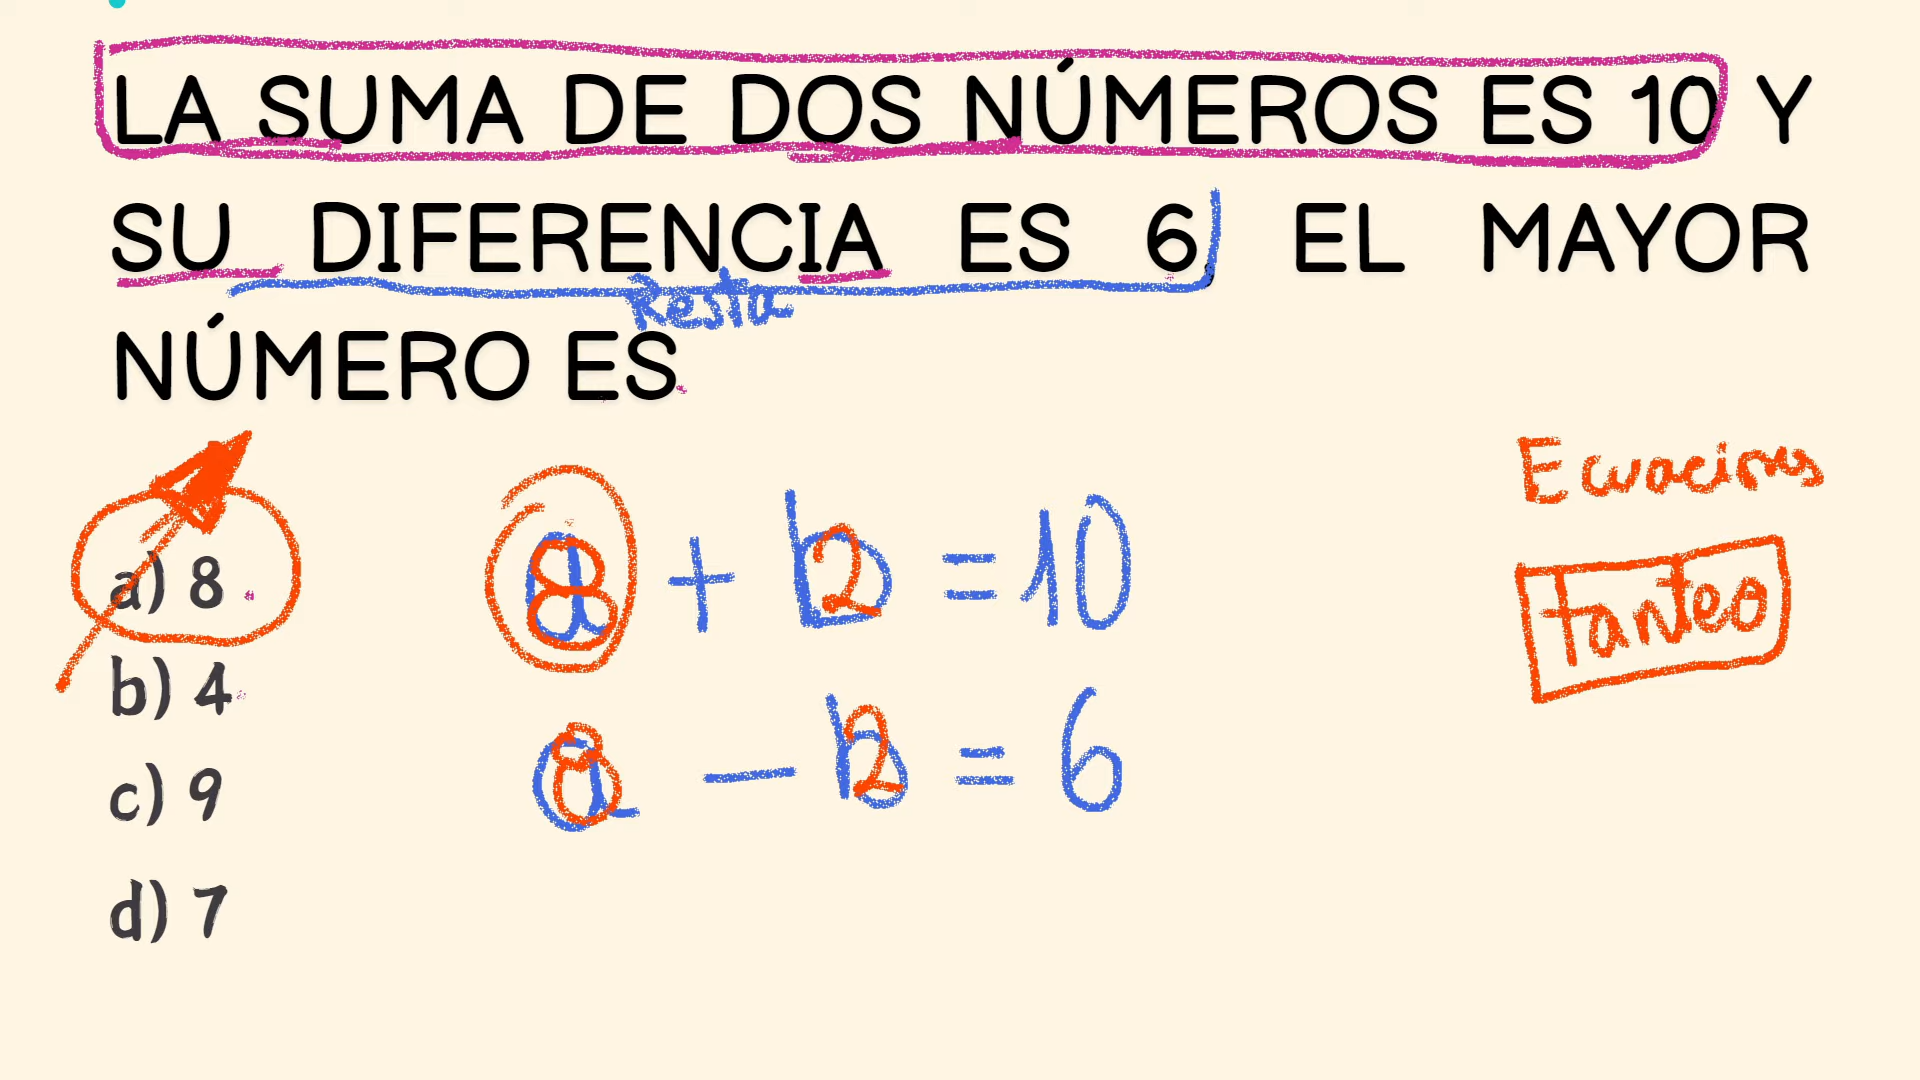 LA SUMA DE DOS NÚMEROS ES 10 Y
SU DIFERENCIA ES 6, EL MAYOR
Resta
NÚMERO ES
Ecuaciones
Tanteo
a) 8
b) 4
c) 9
d) 7
a + b = 10
8 2
a - b = 6
8 2